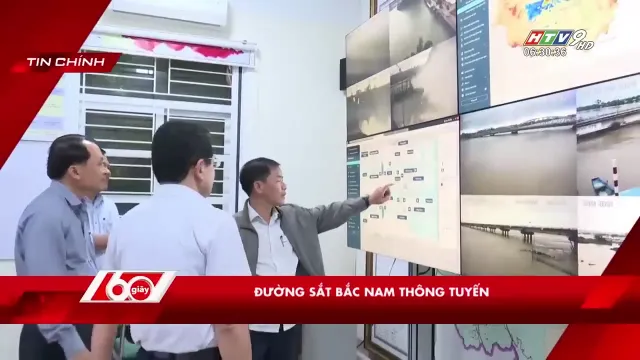 TIN CHÍNH
HTV9 HD
06:30:36
60 giây
ĐƯỜNG SẮT BẮC NAM THÔNG TUYẾN